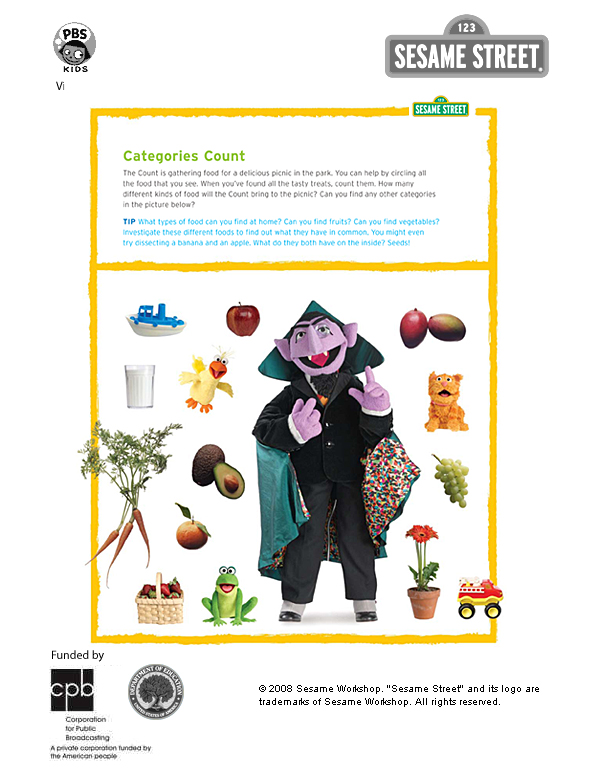 PBS
KIDS
123
SESAME STREET®
Vi
123
SESAME STREET
Categories Count
The Count is gathering food for a delicious picnic in the park. You can help by circling all
the food that you see. When you've found all the tasty treats, count them. How many
different kinds of food will the Count bring to the picnic? Can you find any other categories
in the picture below?
TIP What types of food can you find at home? Can you find fruits? Can you find vegetables?
Investigate these different foods to find out what they have in common. You might even
try dissecting a banana and an apple. What do they both have on the inside? Seeds!
Funded by
cpb
DEPARTMENT OF EDUCATION
UNITED STATES OF AMERICA
© 2008 Sesame Workshop. "Sesame Street" and its logo are
trademarks of Sesame Workshop. All rights reserved.
Corporation
for Public
Broadcasting
A private corporation funded by
the American people